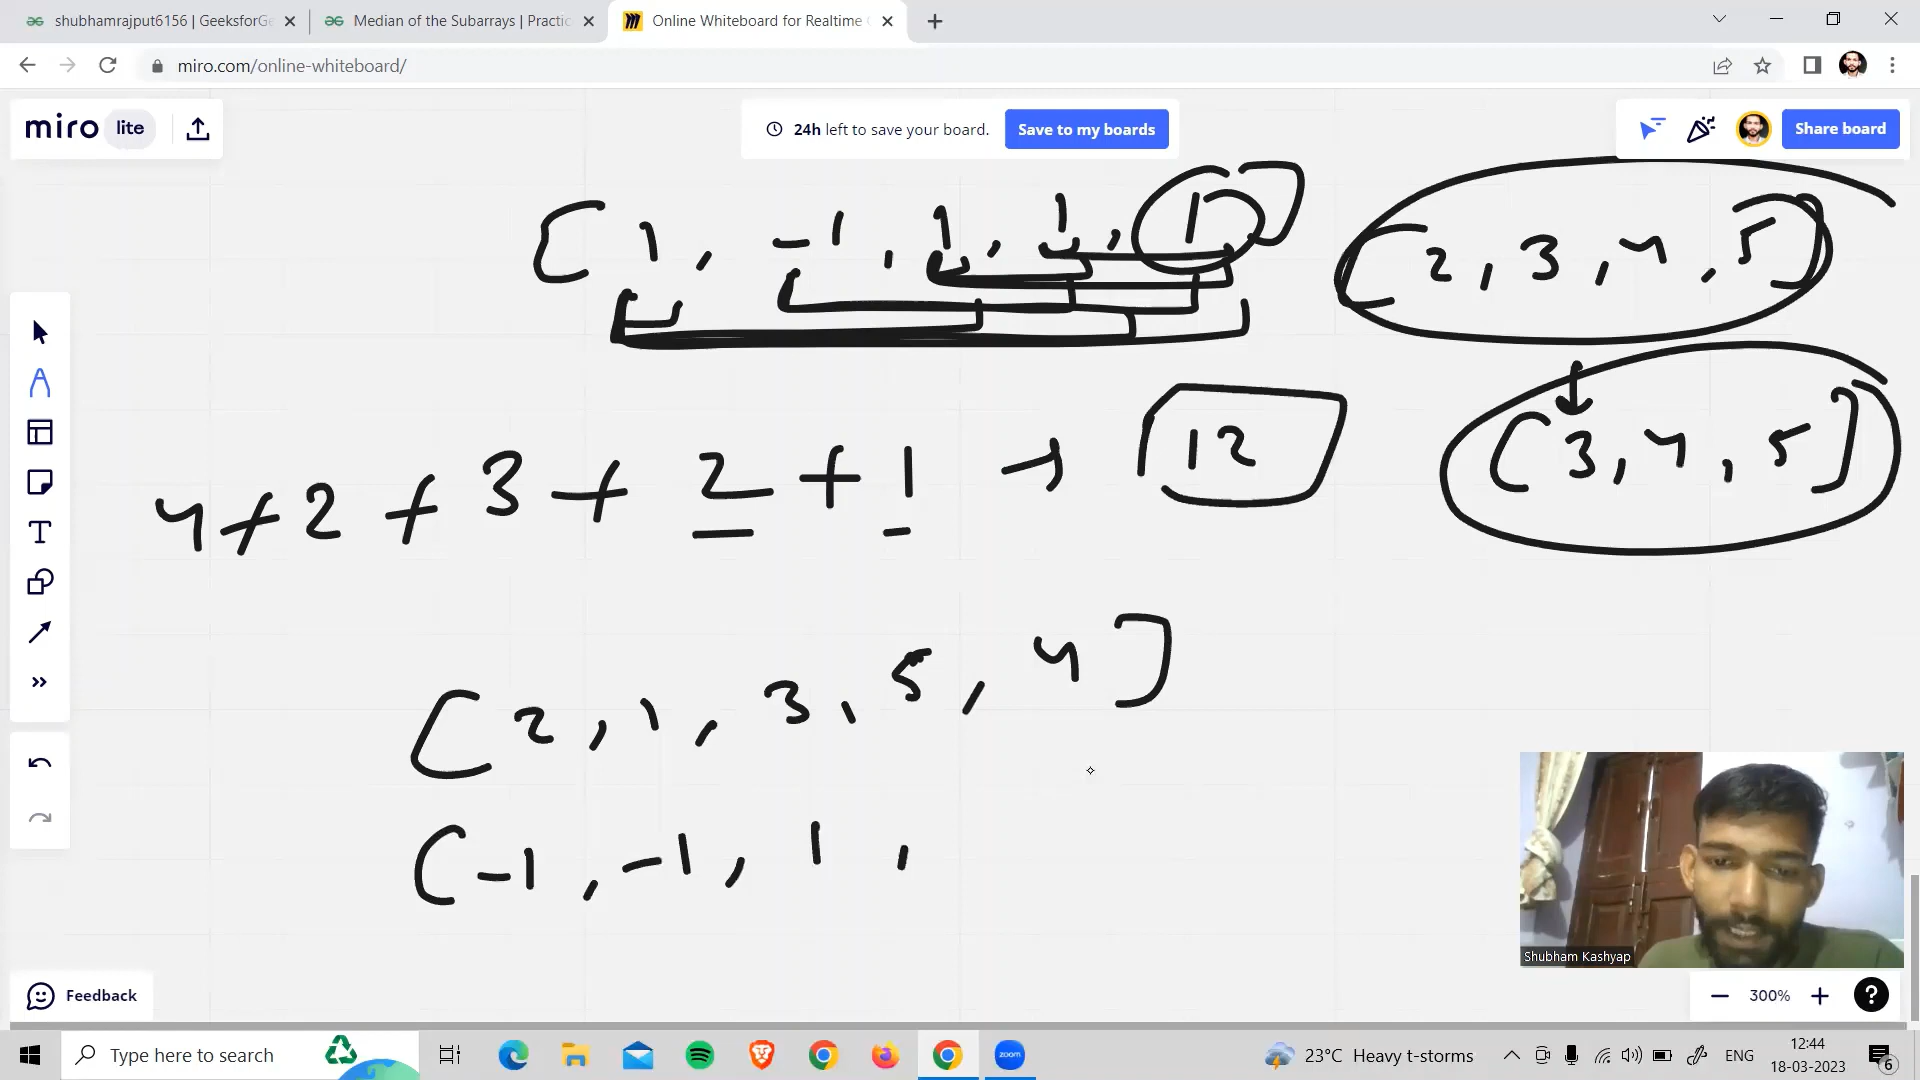 shubhamrajput6156 | GeeksforGe
Median of the Subarrays | Practic
Online Whiteboard for Realtime C
miro.com/online-whiteboard/
miro lite
24h left to save your board.
Save to my boards
Share board
[1, -1, 1, 1, 1]
[2, 3, 4, 5]
[3, 4, 5]
4 + 2 + 3 + 2 + 1 → 12
[2, 1, 3, 5, 4]
[-1, -1, 1,
Shubham Kashyap
Feedback
300%
Type here to search
zoom
23°C Heavy t-storms
ENG
12:44
18-03-2023
6